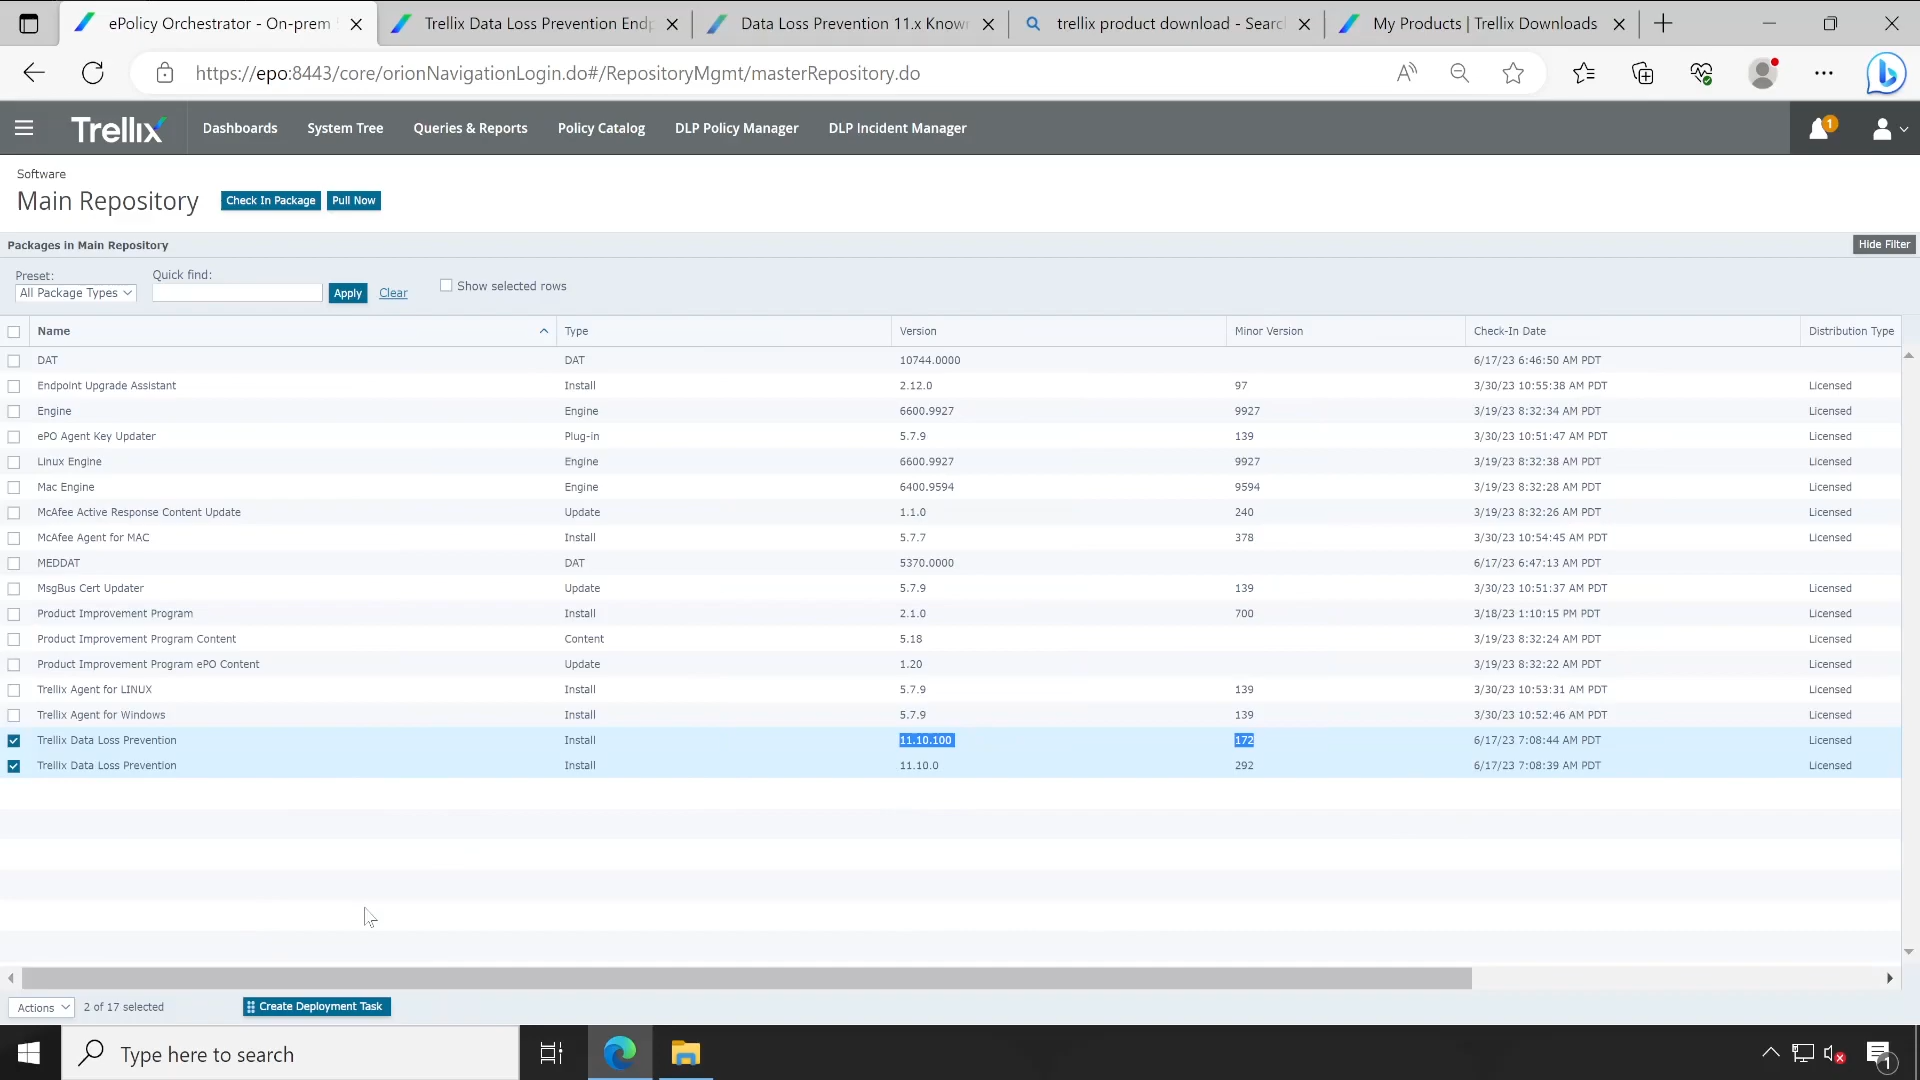 ePolicy Orchestrator - On-prem
Trellix Data Loss Prevention Endp
Data Loss Prevention 11.x Known
trellix product download - Searc
My Products | Trellix Downloads
https://epo:8443/core/orionNavigationLogin.do#/RepositoryMgmt/masterRepository.do
Trellix
Dashboards
System Tree
Queries & Reports
Policy Catalog
DLP Policy Manager
DLP Incident Manager
1
Software
Main Repository
Check In Package
Pull Now
Packages in Main Repository
Hide Filter
Preset:
Quick find:
All Package Types
Apply
Clear
Show selected rows
Name Type Version Minor Version Check-In Date Distribution Type
DAT DAT 10744.0000 6/17/23 6:46:50 AM PDT
Endpoint Upgrade Assistant Install 2.12.0 97 3/30/23 10:55:38 AM PDT Licensed
Engine Engine 6600.9927 9927 3/19/23 8:32:34 AM PDT Licensed
ePO Agent Key Updater Plug-in 5.7.9 139 3/30/23 10:51:47 AM PDT Licensed
Linux Engine Engine 6600.9927 9927 3/19/23 8:32:38 AM PDT Licensed
Mac Engine Engine 6400.9594 9594 3/19/23 8:32:28 AM PDT Licensed
McAfee Active Response Content Update Update 1.1.0 240 3/19/23 8:32:26 AM PDT Licensed
McAfee Agent for MAC Install 5.7.7 378 3/30/23 10:54:45 AM PDT Licensed
MEDDAT DAT 5370.0000 6/17/23 6:47:13 AM PDT
MsgBus Cert Updater Update 5.7.9 139 3/30/23 10:51:37 AM PDT Licensed
Product Improvement Program Install 2.1.0 700 3/18/23 1:10:15 PM PDT Licensed
Product Improvement Program Content Content 5.18 3/19/23 8:32:24 AM PDT Licensed
Product Improvement Program ePO Content Update 1.20 3/19/23 8:32:22 AM PDT Licensed
Trellix Agent for LINUX Install 5.7.9 139 3/30/23 10:53:31 AM PDT Licensed
Trellix Agent for Windows Install 5.7.9 139 3/30/23 10:52:46 AM PDT Licensed
Trellix Data Loss Prevention Install 11.10.100 172 6/17/23 7:08:44 AM PDT Licensed
Trellix Data Loss Prevention Install 11.10.0 292 6/17/23 7:08:39 AM PDT Licensed
Actions
2 of 17 selected
Create Deployment Task
Type here to search
1